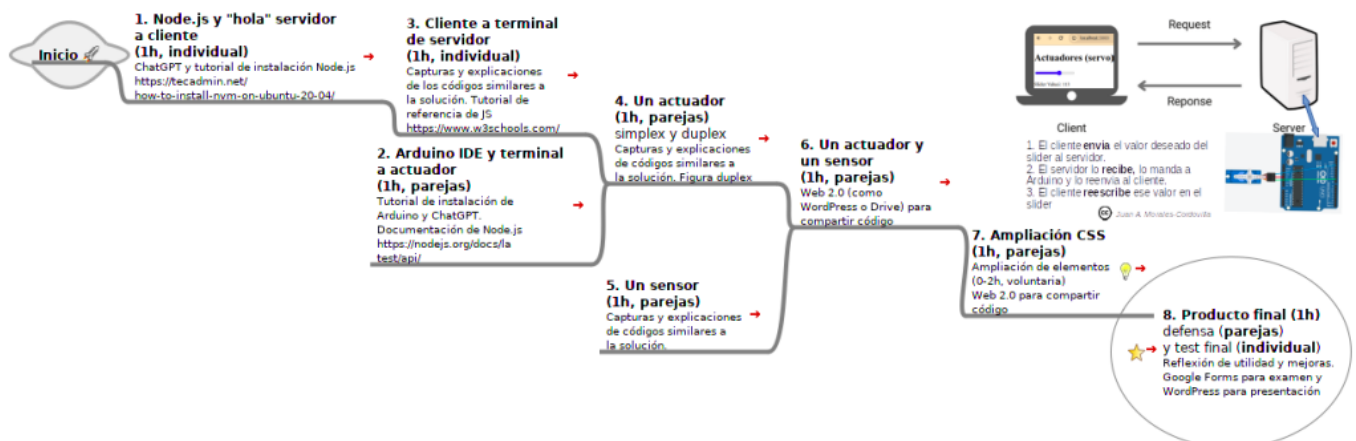 Inicio
1. Node.js y "hola" servidor
a cliente
(1h, individual)
ChatGPT y tutorial de instalación Node.js
https://tecadmin.net/
how-to-install-nvm-on-ubuntu-20-04/
3. Cliente a terminal
de servidor
(1h, individual)
Capturas y explicaciones
de los códigos similares a
la solución. Tutorial de
referencia de JS
https://www.w3schools.com/
2. Arduino IDE y terminal
a actuador
(1h, parejas)
Tutorial de instalación de
Arduino y ChatGPT.
Documentación de Node.js
https://nodejs.org/docs/la
test/api/
4. Un actuador
(1h, parejas)
simplex y duplex
Capturas y explicaciones
de códigos similares a
la solución. Figura duplex
5. Un sensor
(1h, parejas)
Capturas y explicaciones
de códigos similares a
la solución.
6. Un actuador y
un sensor
(1h, parejas)
Web 2.0 (como
WordPress o Drive) para
compartir código
7. Ampliación CSS
(1h, parejas)
Ampliación de elementos
(0-2h, voluntaria)
Web 2.0 para compartir
código
8. Producto final (1h)
defensa (parejas)
y test final (individual)
Reflexión de utilidad y mejoras.
Google Forms para examen y
WordPress para presentación
Actuadores (servo)
Request
Reponse
Client
Server
1. El cliente envia el valor deseado del
slider al servidor.
2. El servidor lo recibe, lo manda a
Arduino y lo reenvia al cliente.
3. El cliente reescribe ese valor en el
slider
cc Juan A Morales-Cordovilla